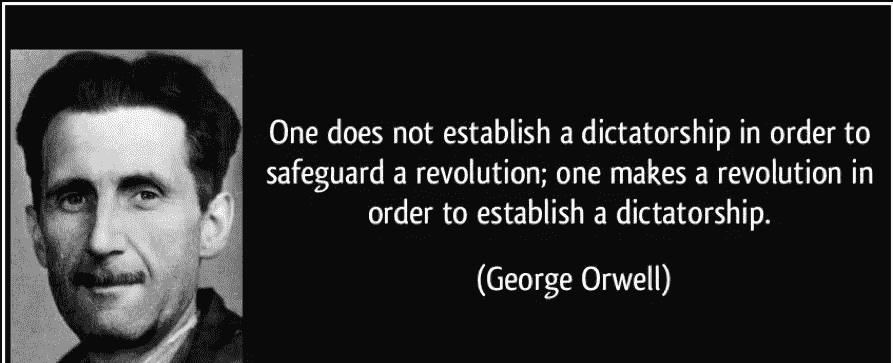 One does not establish a dictatorship in order to
safeguard a revolution; one makes a revolution in
order to establish a dictatorship.
(George Orwell)